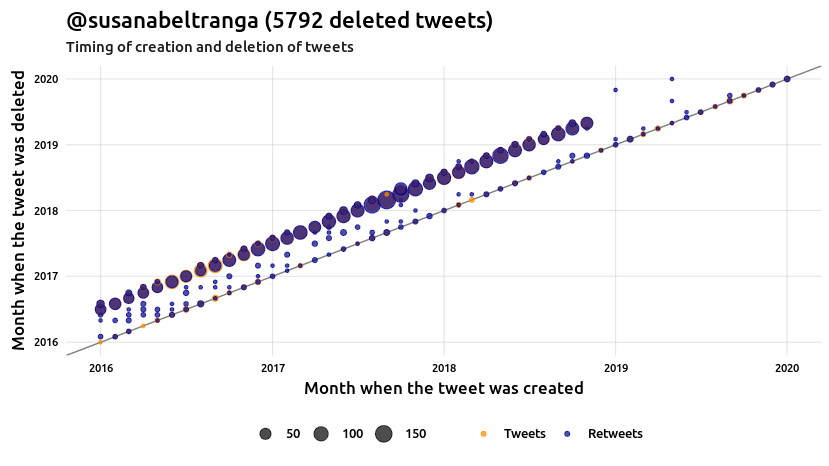 @susanabeltranga (5792 deleted tweets)
Timing of creation and deletion of tweets
Month when the tweet was deleted
2020
2019
2018
2017
2016
2016 2017 2018 2019 2020
Month when the tweet was created
50 100 150 Tweets Retweets